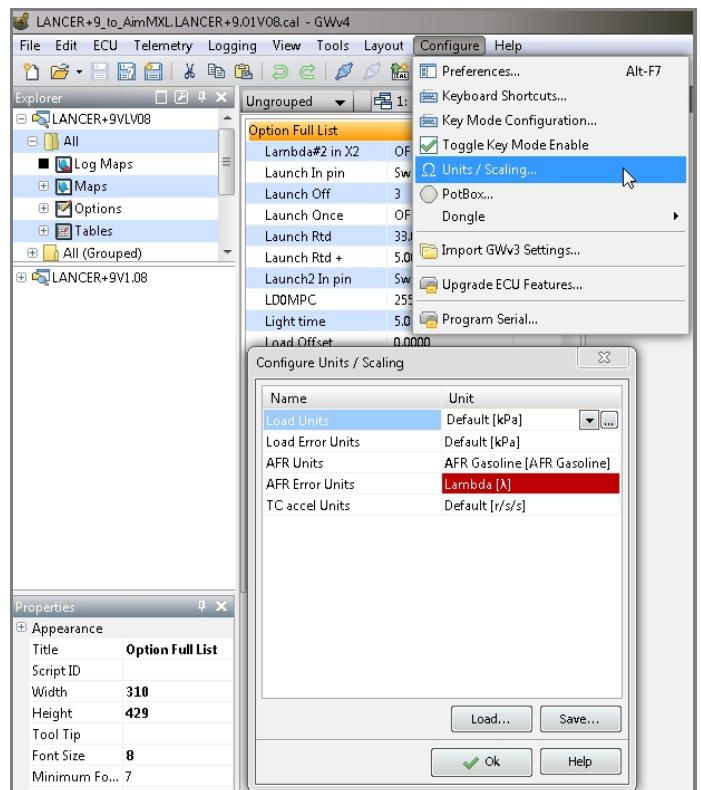 LANCER+9_to_AimMXL.LANCER+9.01V08.cal - GWv4
File Edit ECU Telemetry Logging View Tools Layout Configure Help
Explorer
LANCER+9VLV08
All
Log Maps
Maps
Options
Tables
All (Grouped)
LANCER+9V1.08
Ungrouped 1:
Option Full List
Lambda#2 in X2 OF
Launch In pin Sw
Launch Off 3
Launch Once OF
Launch Rtd 33.
Launch Rtd + 5.0
Launch2 In pin Sw
LD0MPC 255
Light time 5.0
Load Offset 0.0000
Preferences... Alt-F7
Keyboard Shortcuts...
Key Mode Configuration...
Toggle Key Mode Enable
Ω Units / Scaling...
PotBox...
Dongle
Import GWv3 Settings...
Upgrade ECU Features...
Program Serial...
Configure Units / Scaling
Name Unit
Load Units Default [kPa] ...
Load Error Units Default [kPa]
AFR Units AFR Gasoline [AFR Gasoline]
AFR Error Units Lambda [λ]
TC accel Units Default [r/s/s]
Load... Save...
Ok Help
Properties
Appearance
Title Option Full List
Script ID
Width 310
Height 429
Tool Tip
Font Size 8
Minimum Fo... 7